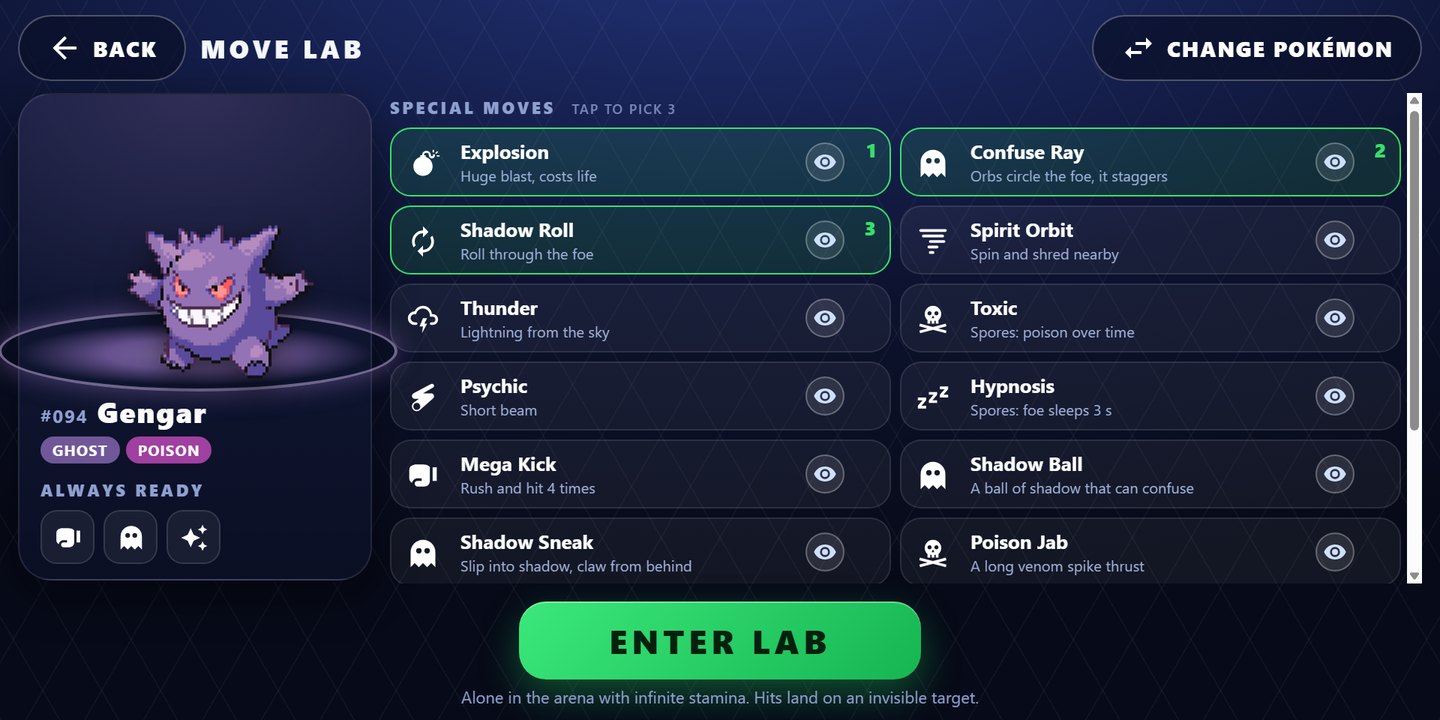 BACK
MOVE LAB
CHANGE POKÉMON
#094 Gengar
GHOST
POISON
ALWAYS READY
SPECIAL MOVES TAP TO PICK 3
Explosion
Huge blast, costs life
1
Confuse Ray
Orbs circle the foe, it staggers
2
Shadow Roll
Roll through the foe
3
Spirit Orbit
Spin and shred nearby
Thunder
Lightning from the sky
Toxic
Spores: poison over time
Psychic
Short beam
zzz
Hypnosis
Spores: foe sleeps 3 s
Mega Kick
Rush and hit 4 times
Shadow Ball
A ball of shadow that can confuse
Shadow Sneak
Slip into shadow, claw from behind
Poison Jab
A long venom spike thrust
ENTER LAB
Alone in the arena with infinite stamina. Hits land on an invisible target.